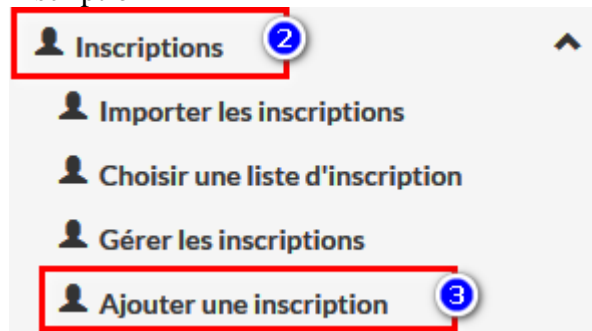 Inscriptions 2
Importer les inscriptions
Choisir une liste d'inscription
Gérer les inscriptions
Ajouter une inscription 3